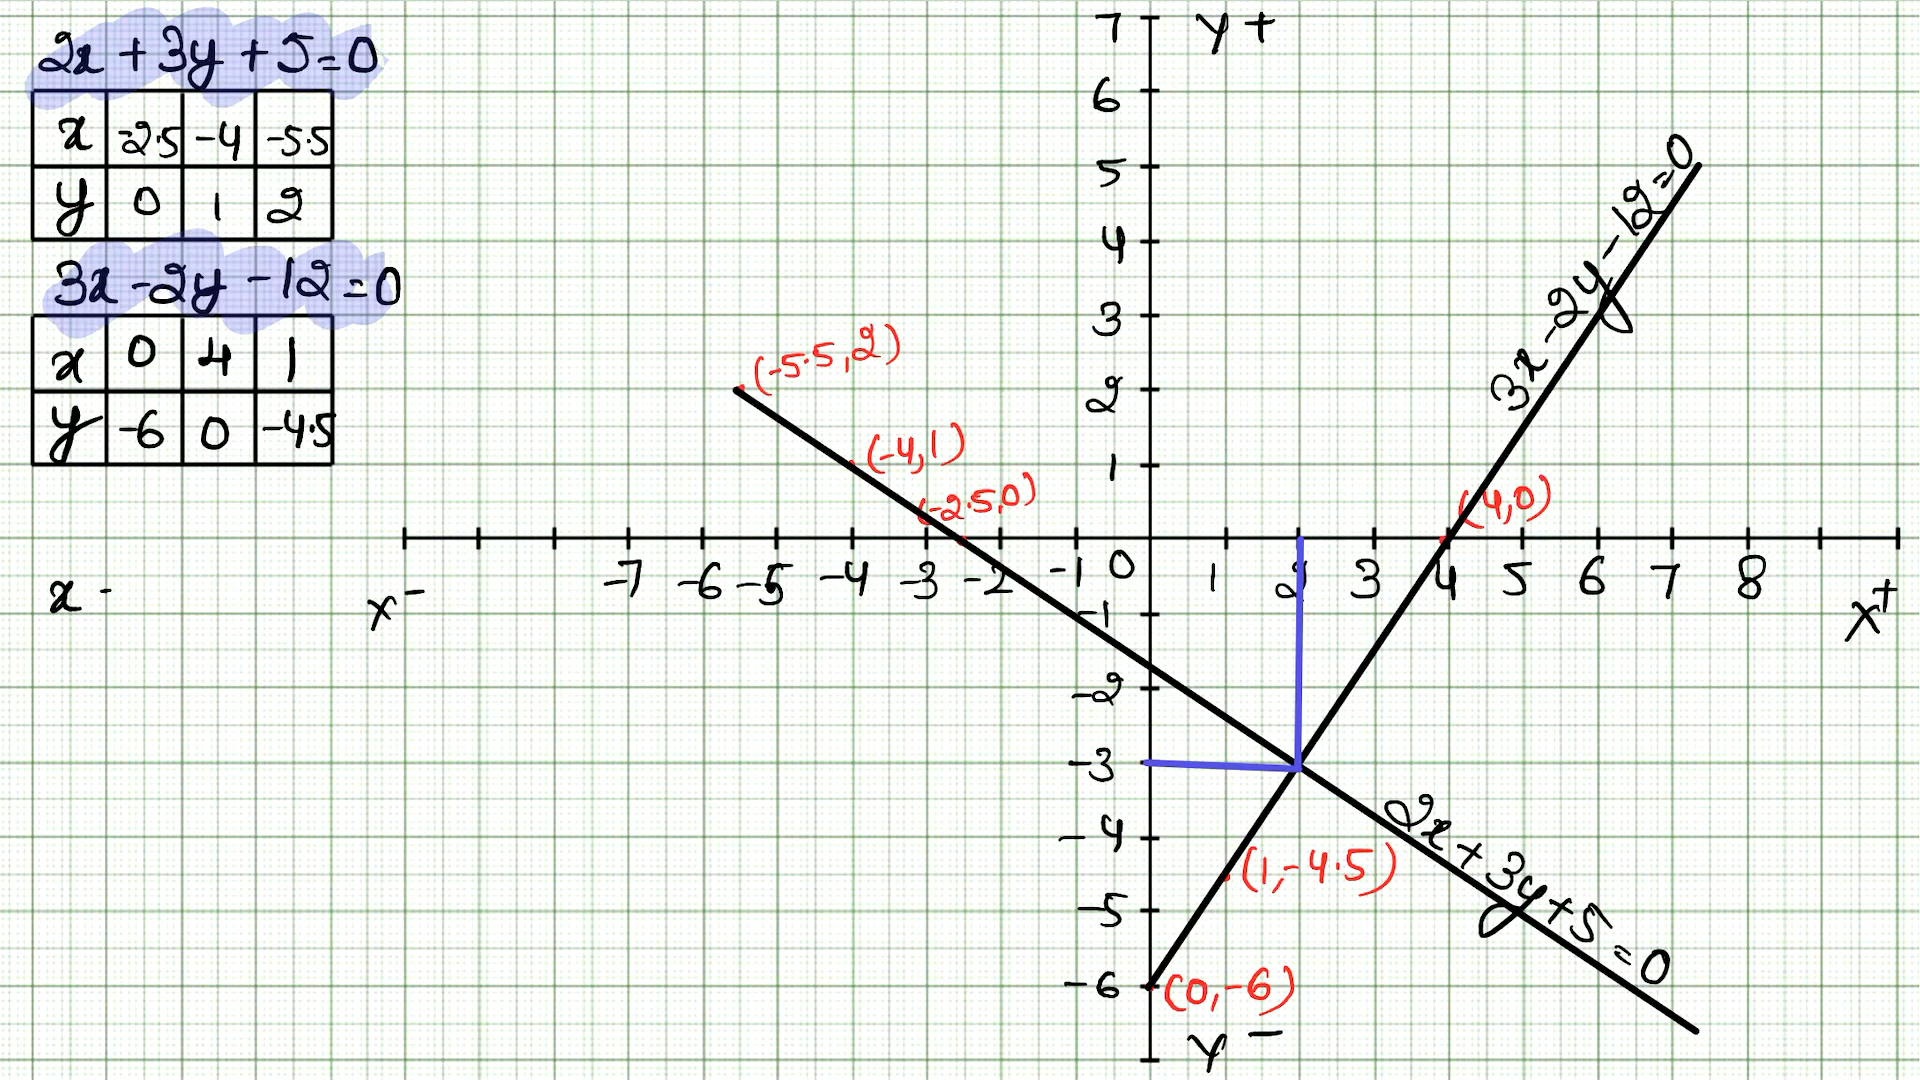 2x+3y+5=0
x -2.5 -4 -5.5
y 0 1 2
3x-2y-12=0
x 0 4 1
y -6 0 -4.5
x -
y+
7
6
5
4
3
2
1
3x-2y-12=0
(-5.5,2)
(-4,1)
(-2.5,0)
(4,0)
x-
-7 -6 -5 -4 -3 -2 -1 0 1 2 3 4 5 6 7 8
x+
-1
-2
-3
-4
-5
-6
2x+3y+5=0
(1,-4.5)
(0,-6)
y-